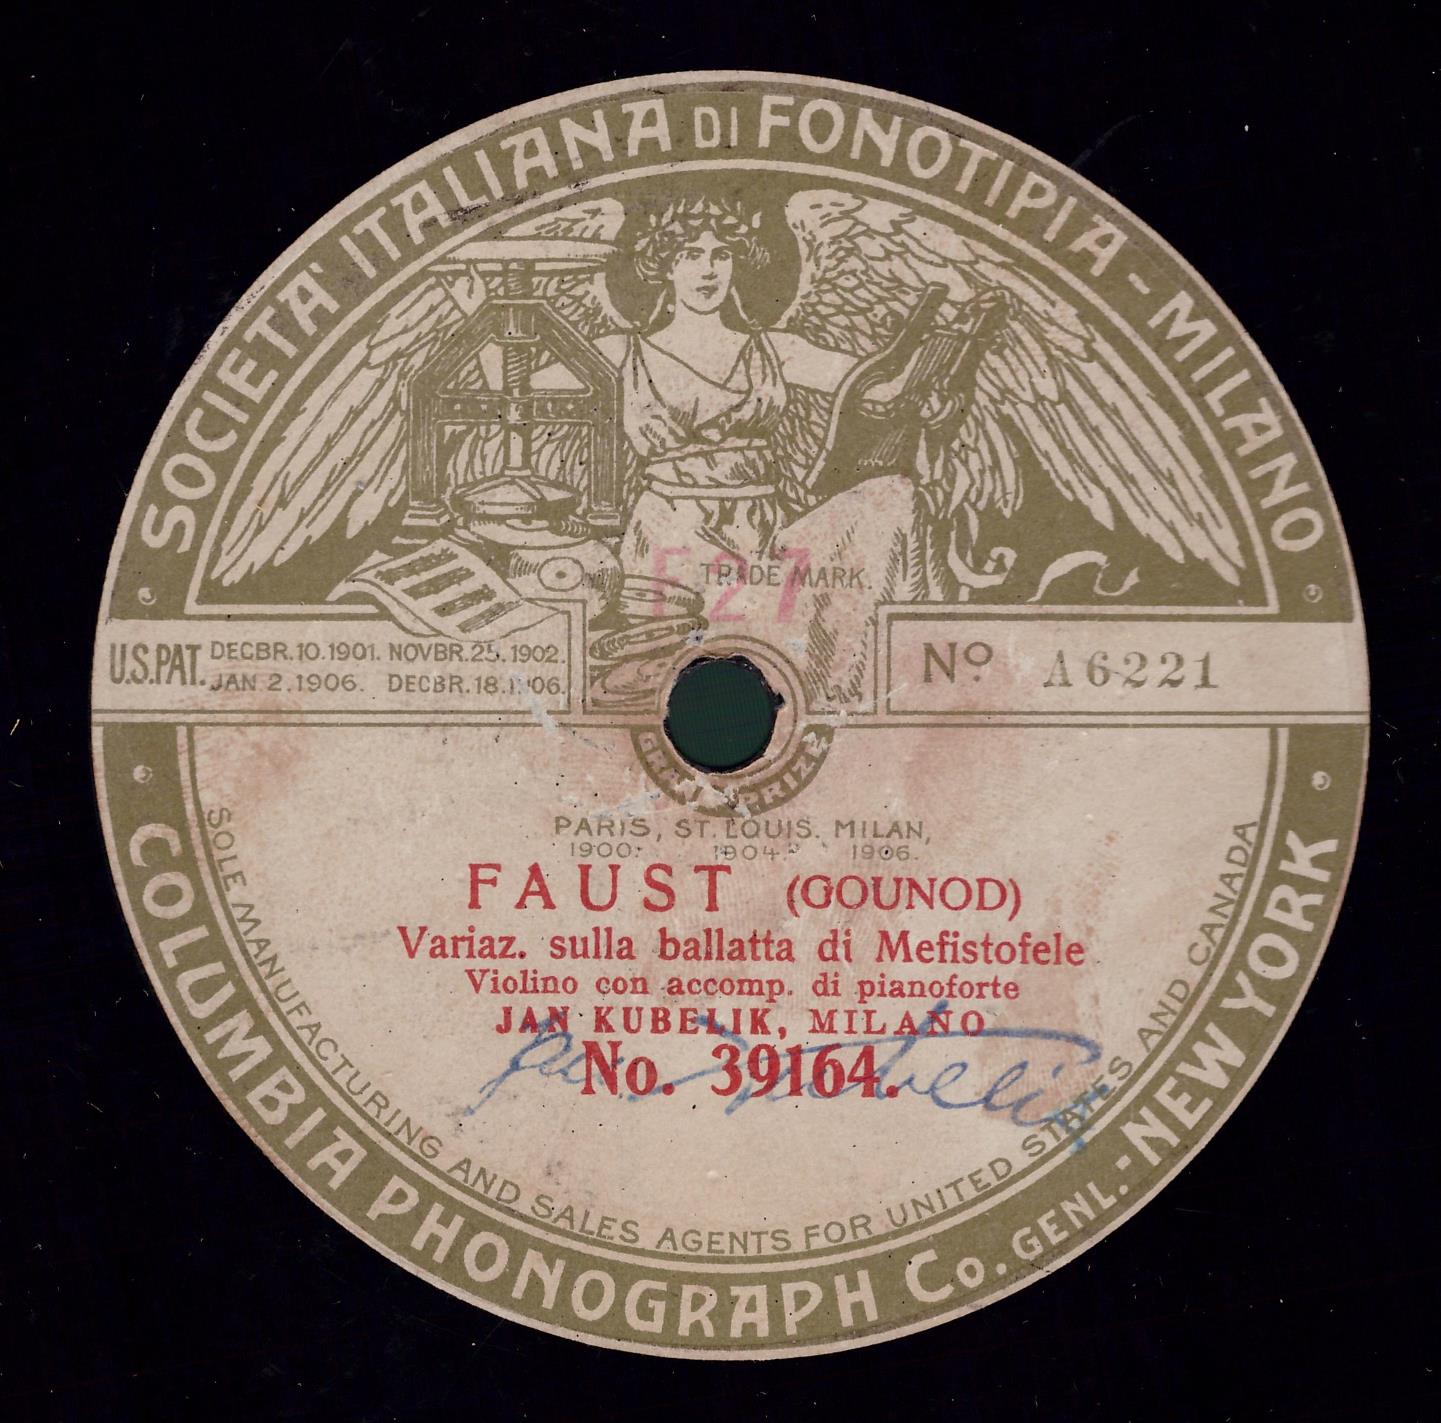 SOCIETA' ITALIANA DI FONOTIPIA - MILANO
F27
TRADE MARK.
U.S.PAT. DECBR.10.1901. NOVBR.25.1902.
JAN 2.1906. DECBR.18.1906.
No. A6221
GRAND PRIZE
PARIS, ST. LOUIS. MILAN,
1900. 1904. 1906.
FAUST (GOUNOD)
Variaz. sulla ballatta di Mefistofele
Violino con accomp. di pianoforte
JAN KUBELIK, MILANO
No. 39164.
SOLE MANUFACTURING AND SALES AGENTS FOR UNITED STATES AND CANADA
COLUMBIA PHONOGRAPH Co. GENL.-NEW YORK